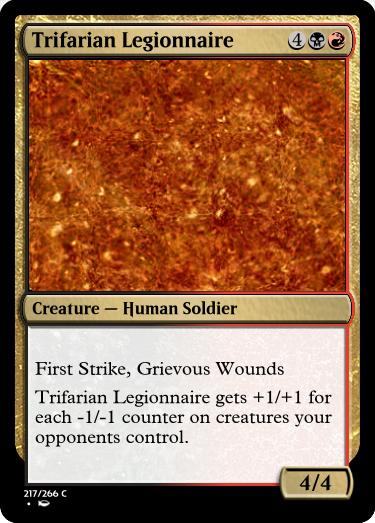 Trifarian Legionnaire 4
Creature — Human Soldier
First Strike, Grievous Wounds
Trifarian Legionnaire gets +1/+1 for
each -1/-1 counter on creatures your
opponents control.
4/4
217/266 C